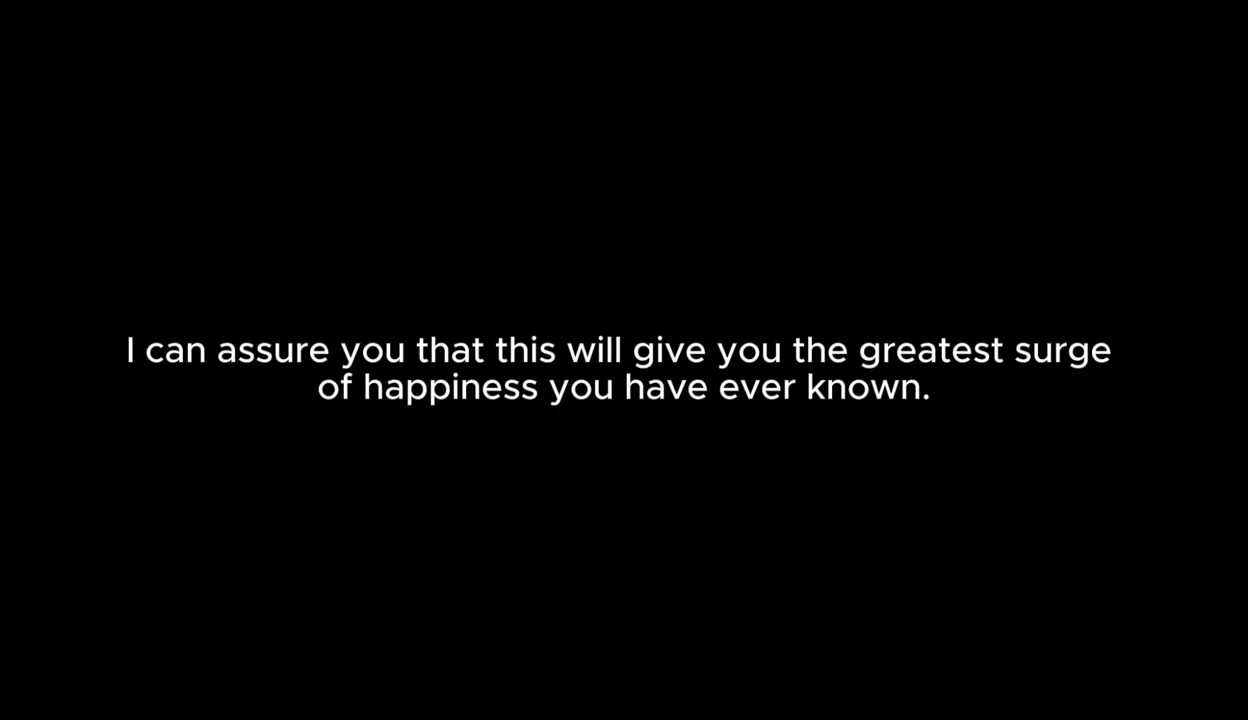 I can assure you that this will give you the greatest surge
of happiness you have ever known.